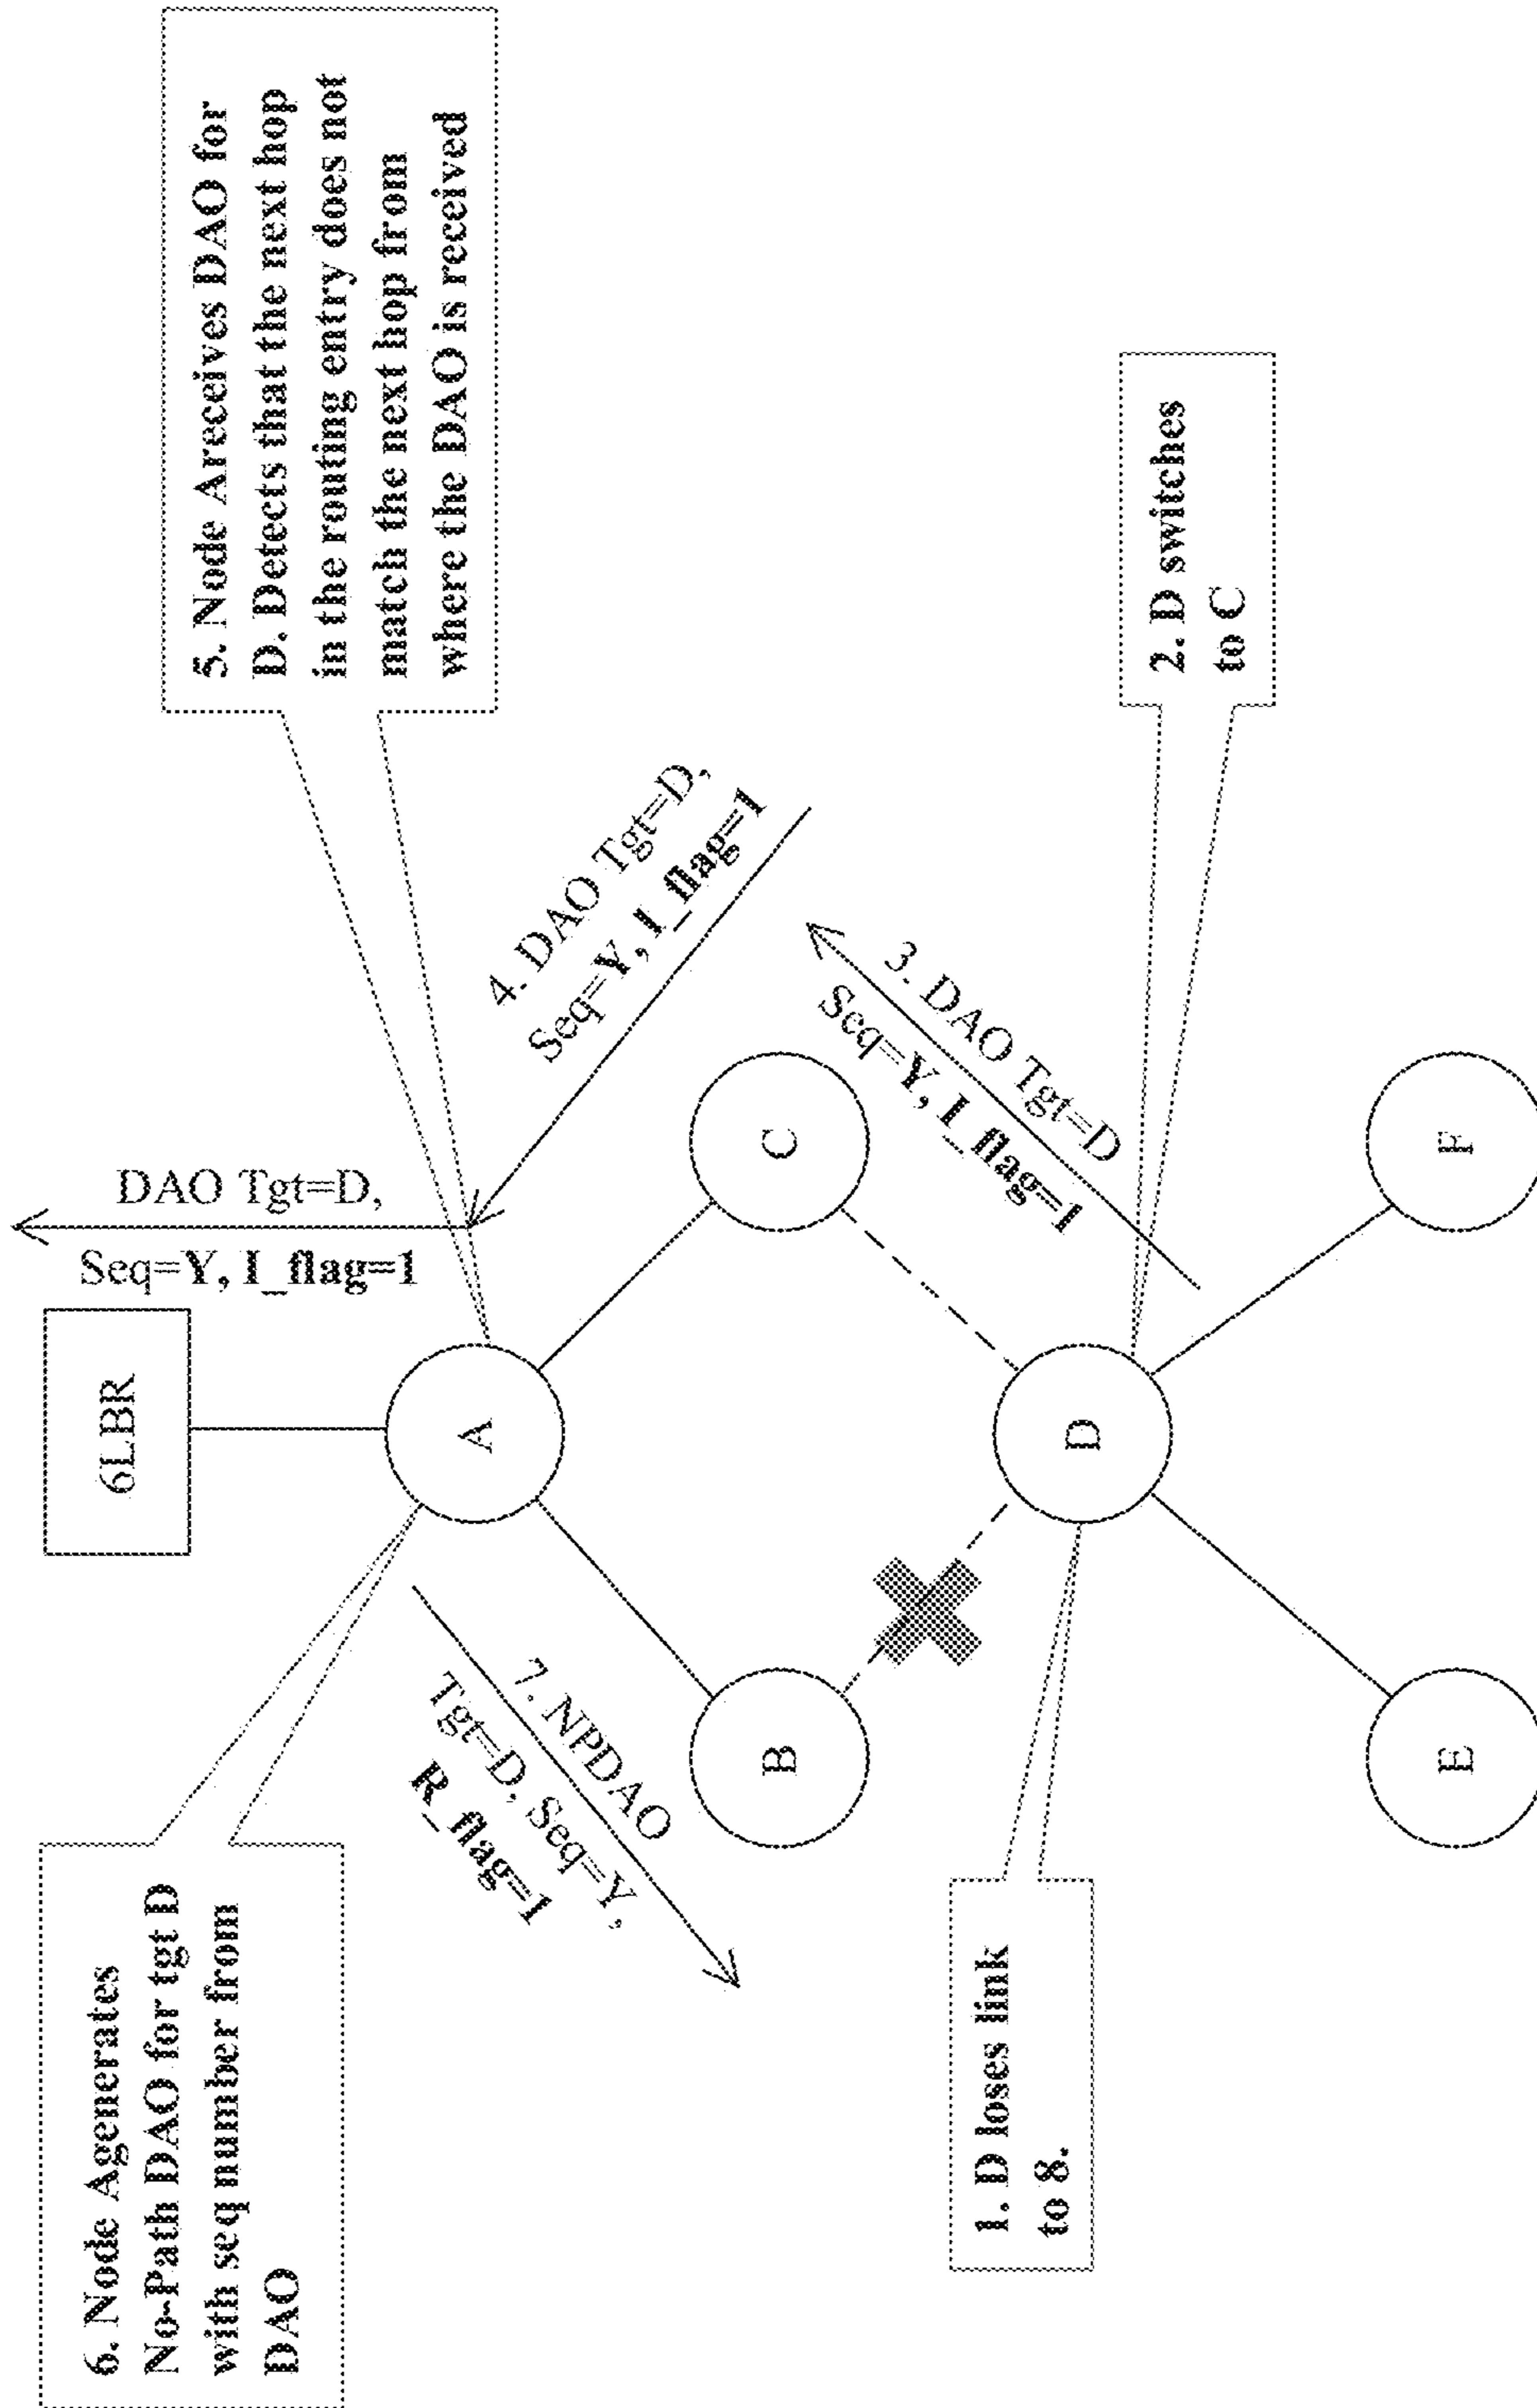 6. Node Agenerates
No-Path DAO for tgt D
with seq number from
DAO
6LBR
DAO Tgt=D,
Seq=Y, I_flag=1
5. Node Areceives DAO for
D. Detects that the next hop
in the routing entry does not
match the next hop from
where the DAO is received
A
7. NPDAO
Tgt=D, Seq=Y,
R_flag=1
4. DAO Tgt=D,
Seq=Y, I_flag=1
B
C
3. DAO Tgt=D
Seq=Y, I_flag=1
1. D loses link
to 8.
D
2. D switches
to C
E
F